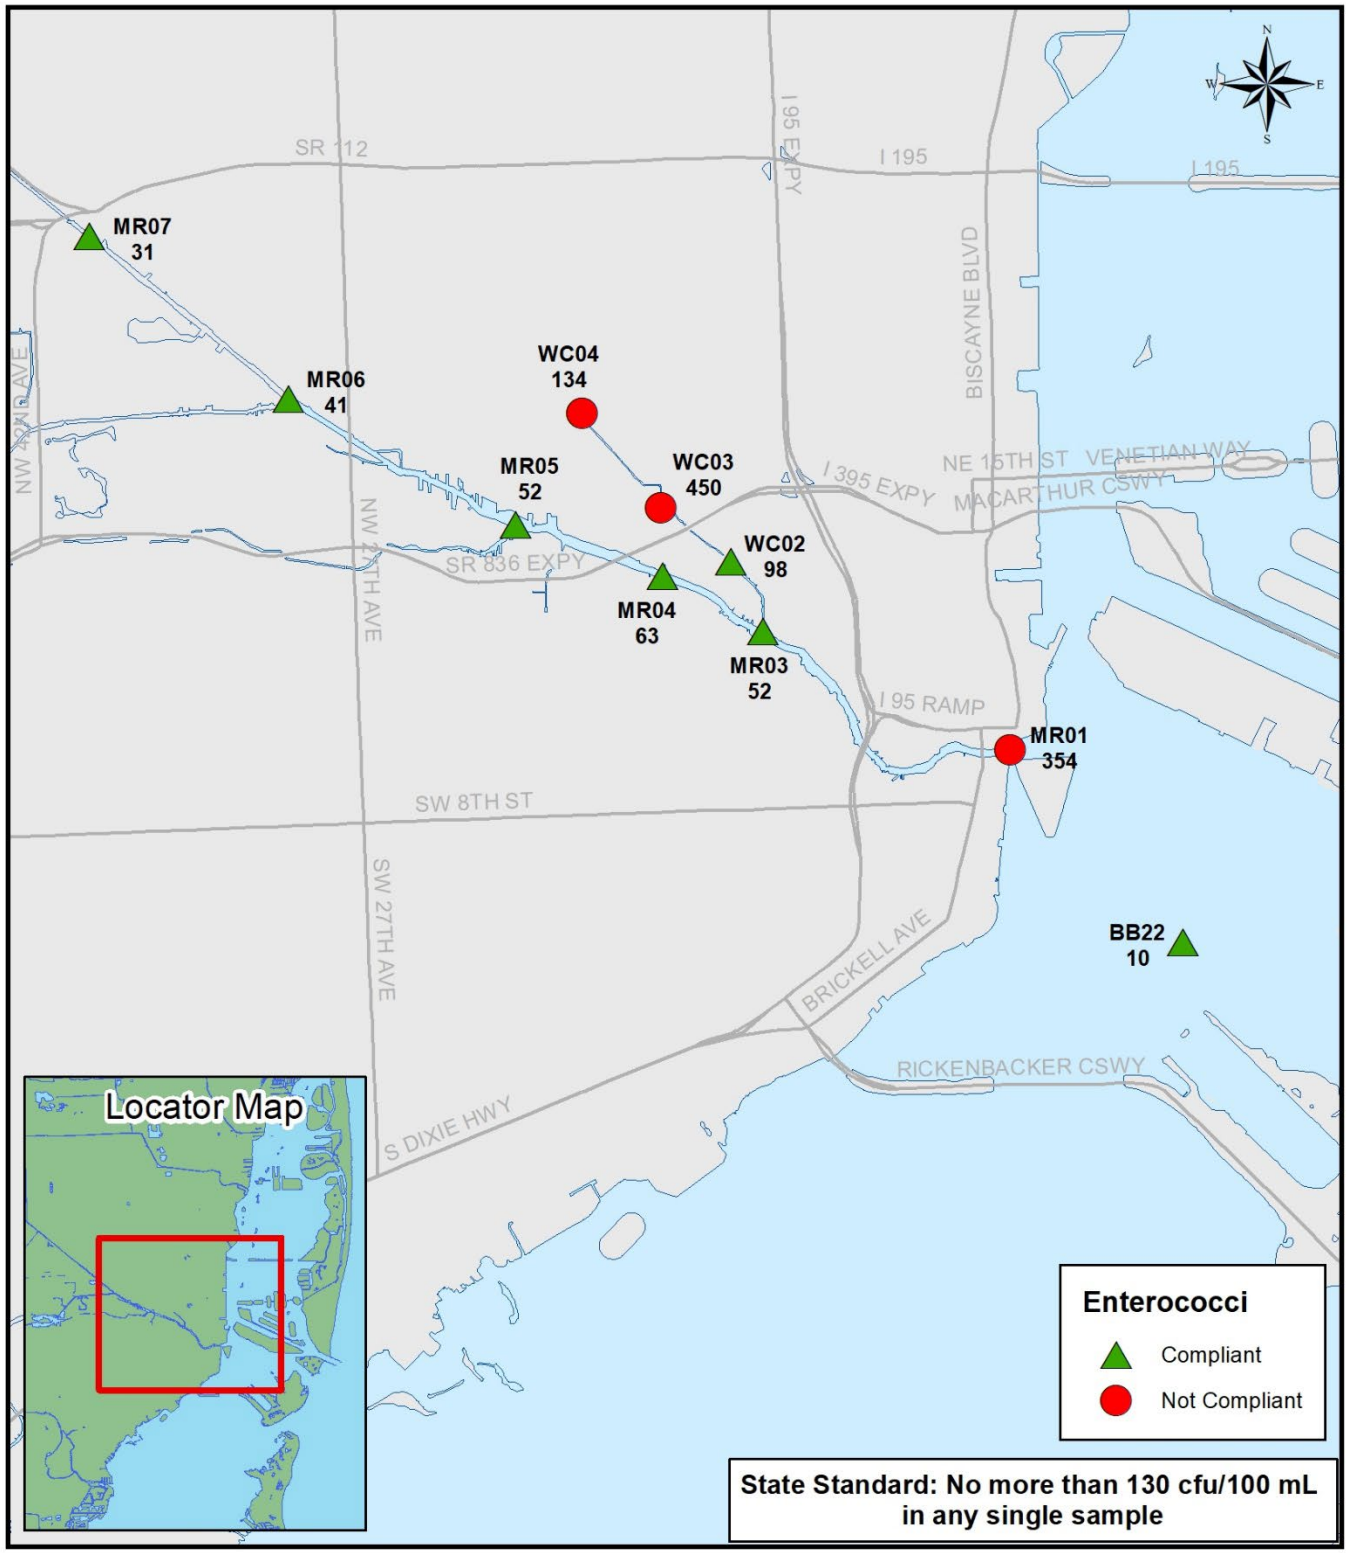 N
W
E
S
I 95 EXPY
SR 112
I 195
I 195
MR07
31
BISCAYNE BLVD
NW 42ND AVE
MR06
41
WC04
134
MR05
52
WC03
450
I 395 EXPY
NE 15TH ST
VENETIAN WAY
MACARTHUR CSWY
NW 27TH AVE
SR 836 EXPY
WC02
98
MR04
63
MR03
52
I 95 RAMP
MR01
354
SW 8TH ST
SW 27TH AVE
BRICKELL AVE
BB22
10
RICKENBACKER CSWY
S DIXIE HWY
Locator Map
Enterococci
Compliant
Not Compliant
State Standard: No more than 130 cfu/100 mL
in any single sample